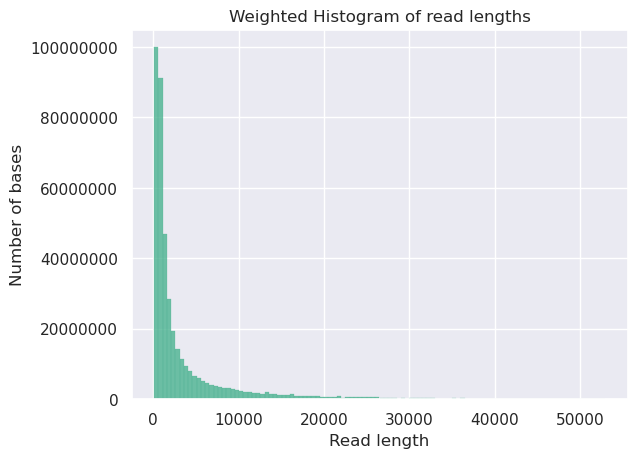 Weighted Histogram of read lengths
100000000
80000000
60000000
40000000
20000000
0
Number of bases
0 10000 20000 30000 40000 50000
Read length